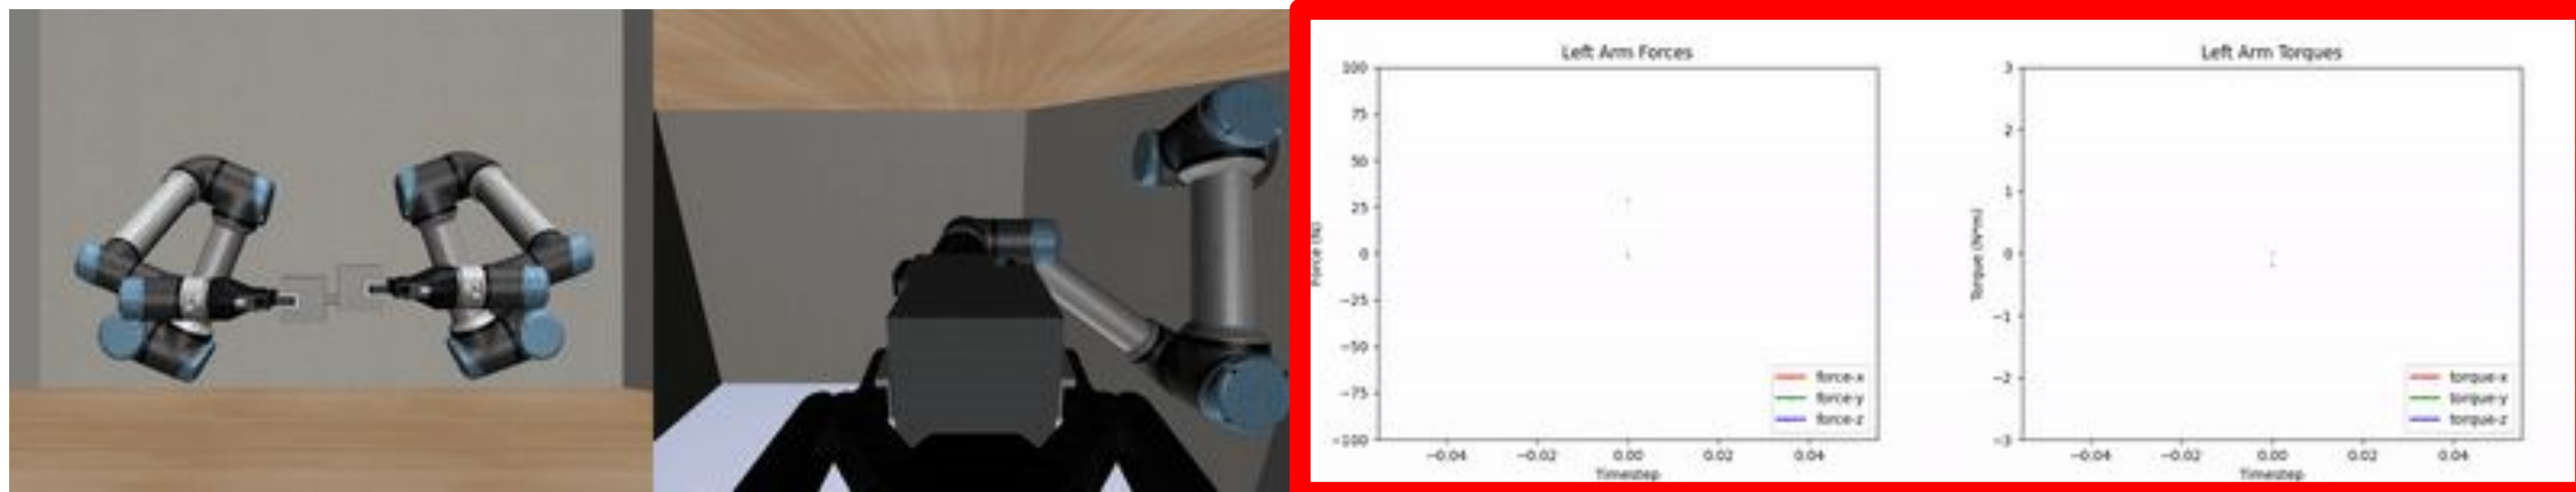 Left Arm Forces
100
75
50
25
0
−25
−50
−75
−100
Force (N)
−0.04 −0.02 0.00 0.02 0.04
Timestep
force-x
force-y
force-z
Left Arm Torques
3
2
1
0
−1
−2
−3
Torque (N*m)
−0.04 −0.02 0.00 0.02 0.04
Timestep
torque-x
torque-y
torque-z